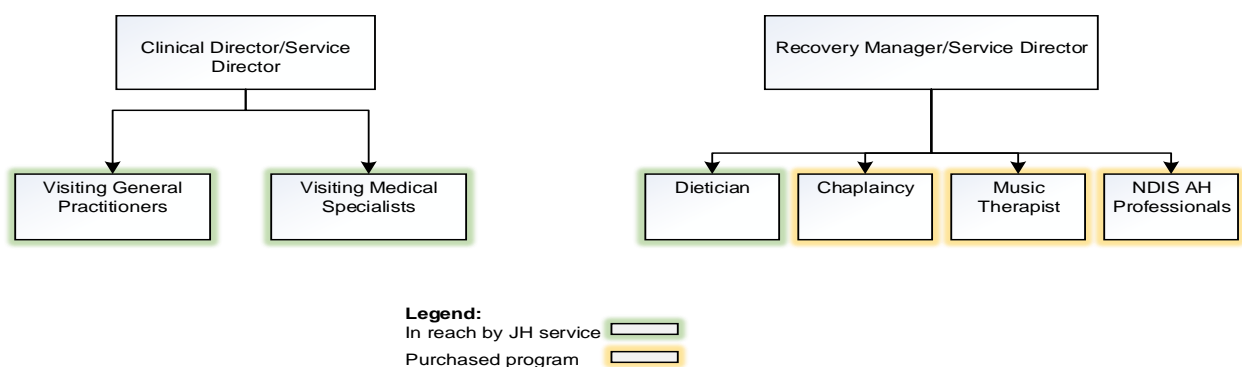 Clinical Director/Service
Director
Recovery Manager/Service Director
Visiting General
Practitioners
Visiting Medical
Specialists
Dietician
Chaplaincy
Music
Therapist
NDIS AH
Professionals
Legend:
In reach by JH service
Purchased program